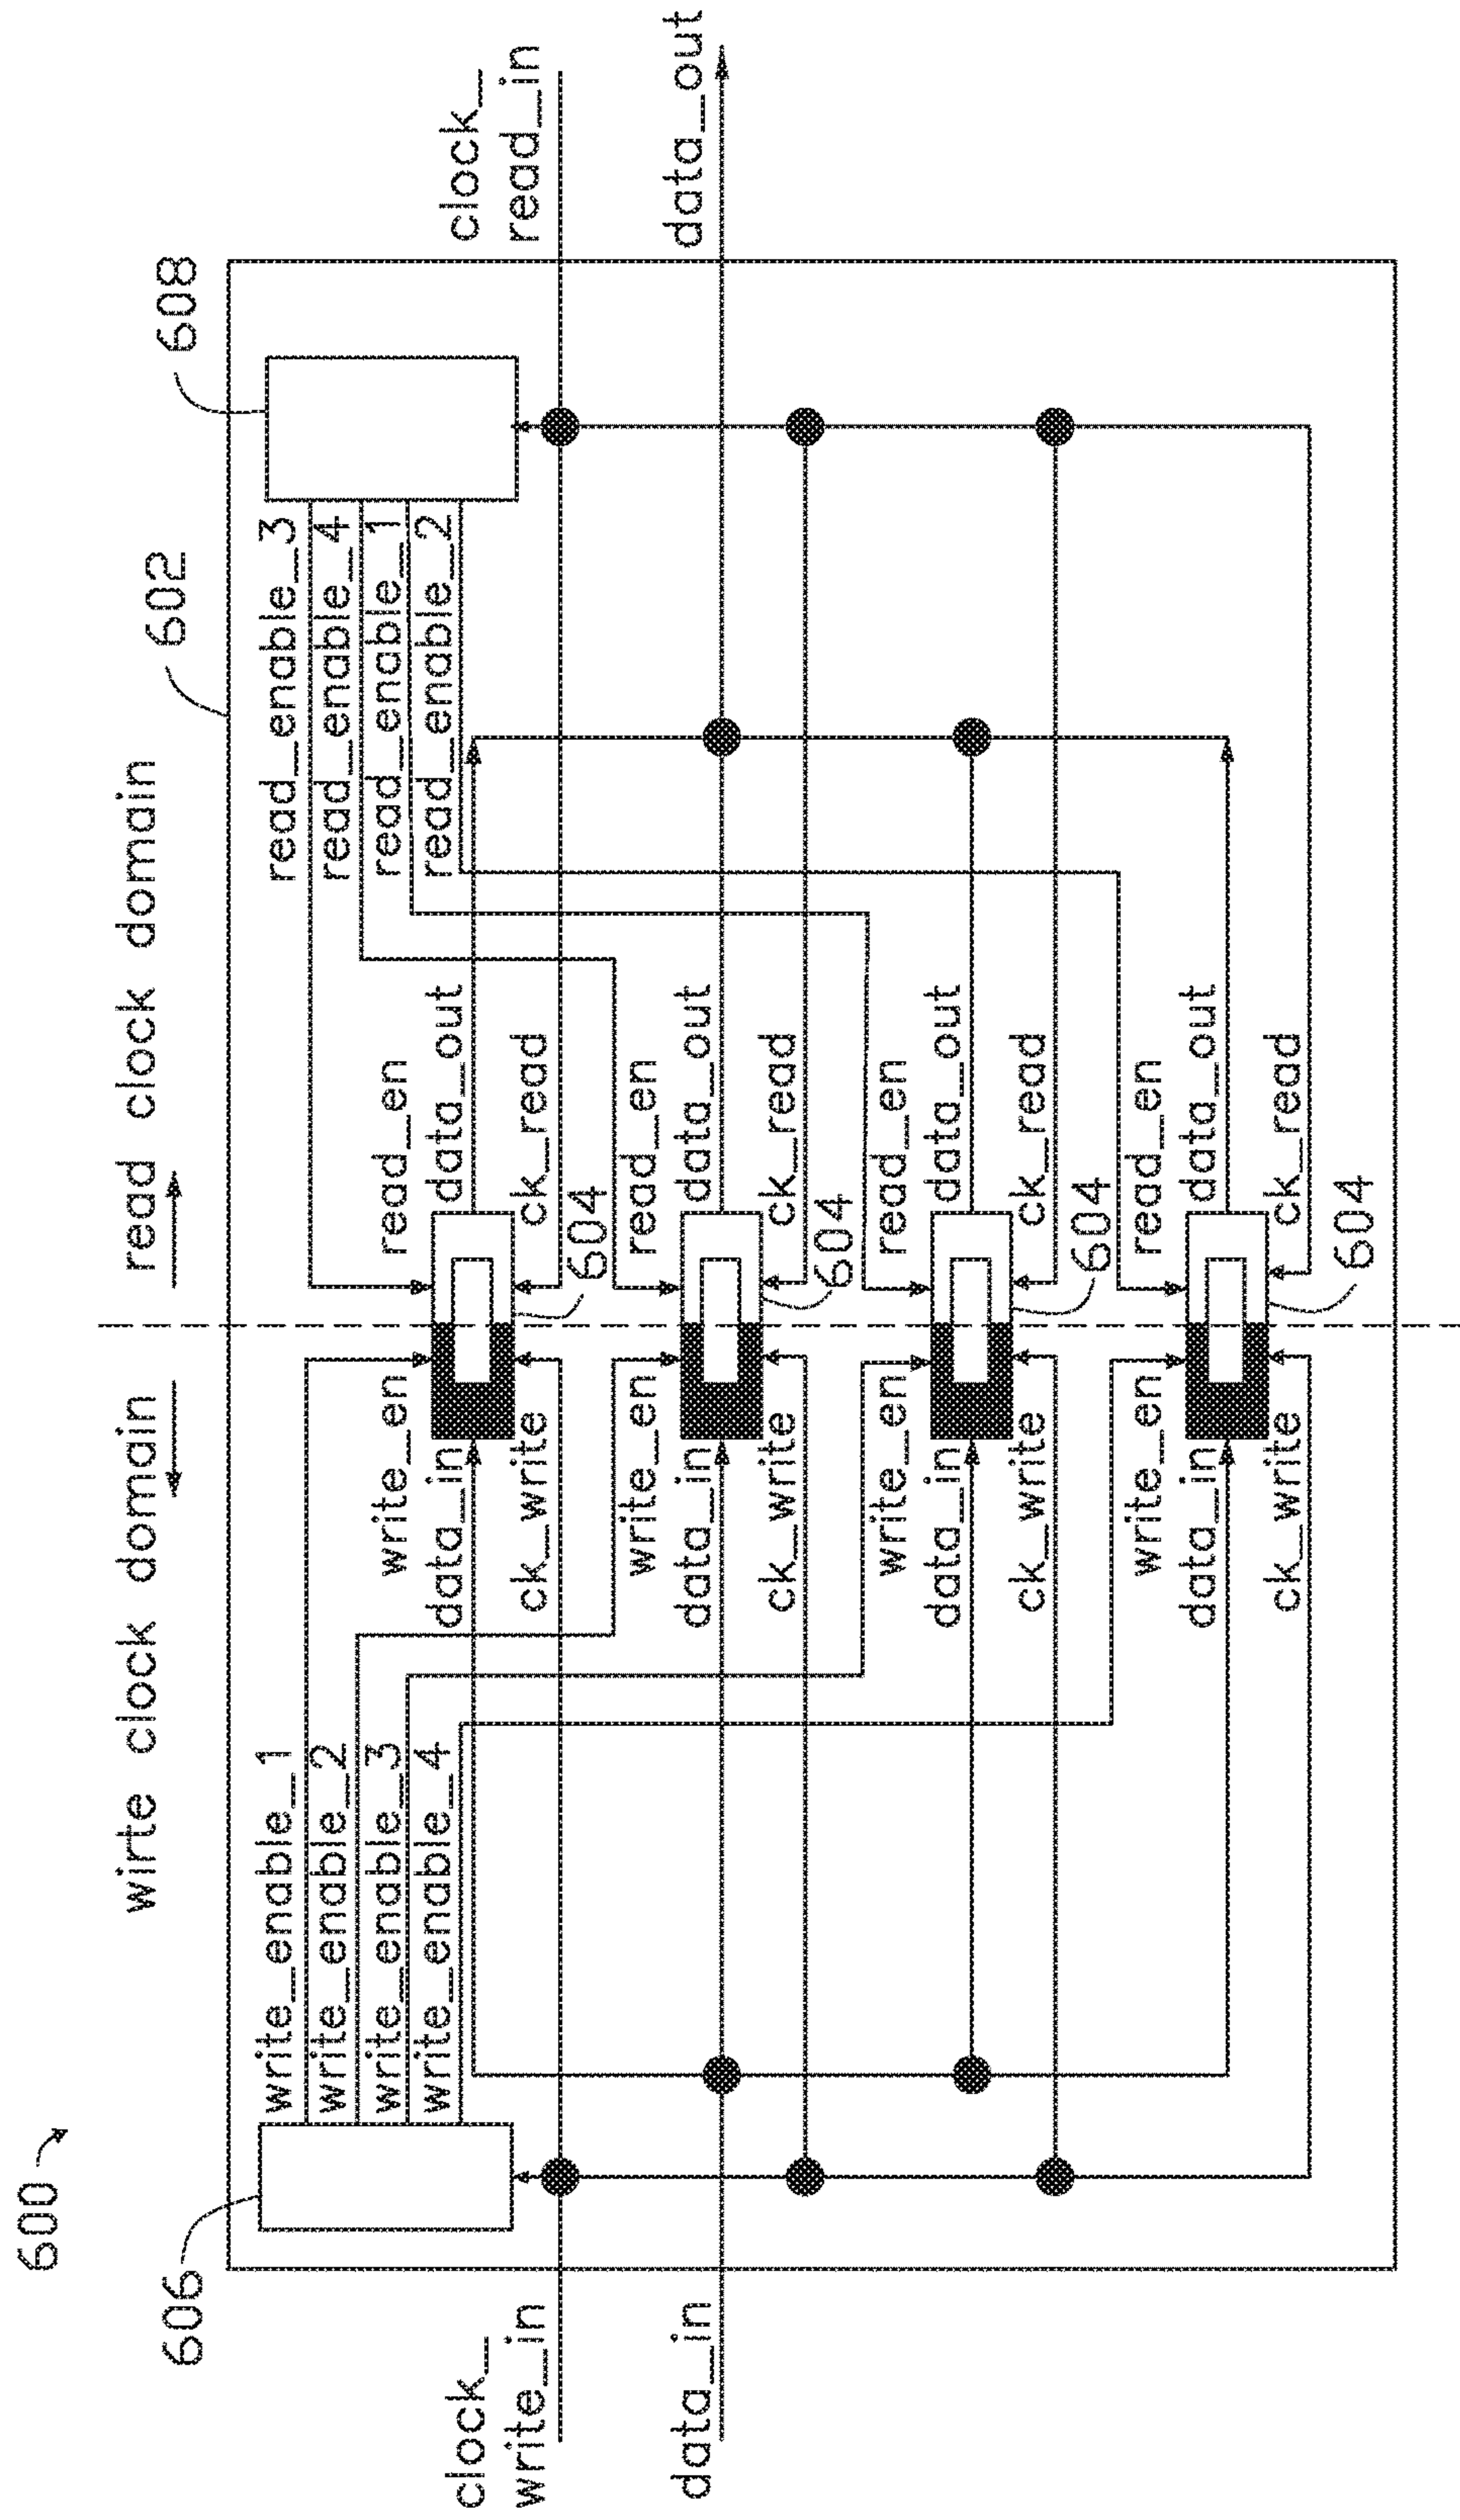 600
wirte clock domain
read clock domain
602
606
608
write_enable_1
write_enable_2
write_enable_3
write_enable_4
read_enable_3
read_enable_4
read_enable_1
read_enable_2
clock_
write_in
clock_
read_in
data_in
data_out
write_en
read_en
data_in
data_out
ck_write
ck_read
604
write_en
read_en
data_in
data_out
ck_write
ck_read
604
write_en
read_en
data_in
data_out
ck_write
ck_read
604
write_en
read_en
data_in
data_out
ck_write
ck_read
604